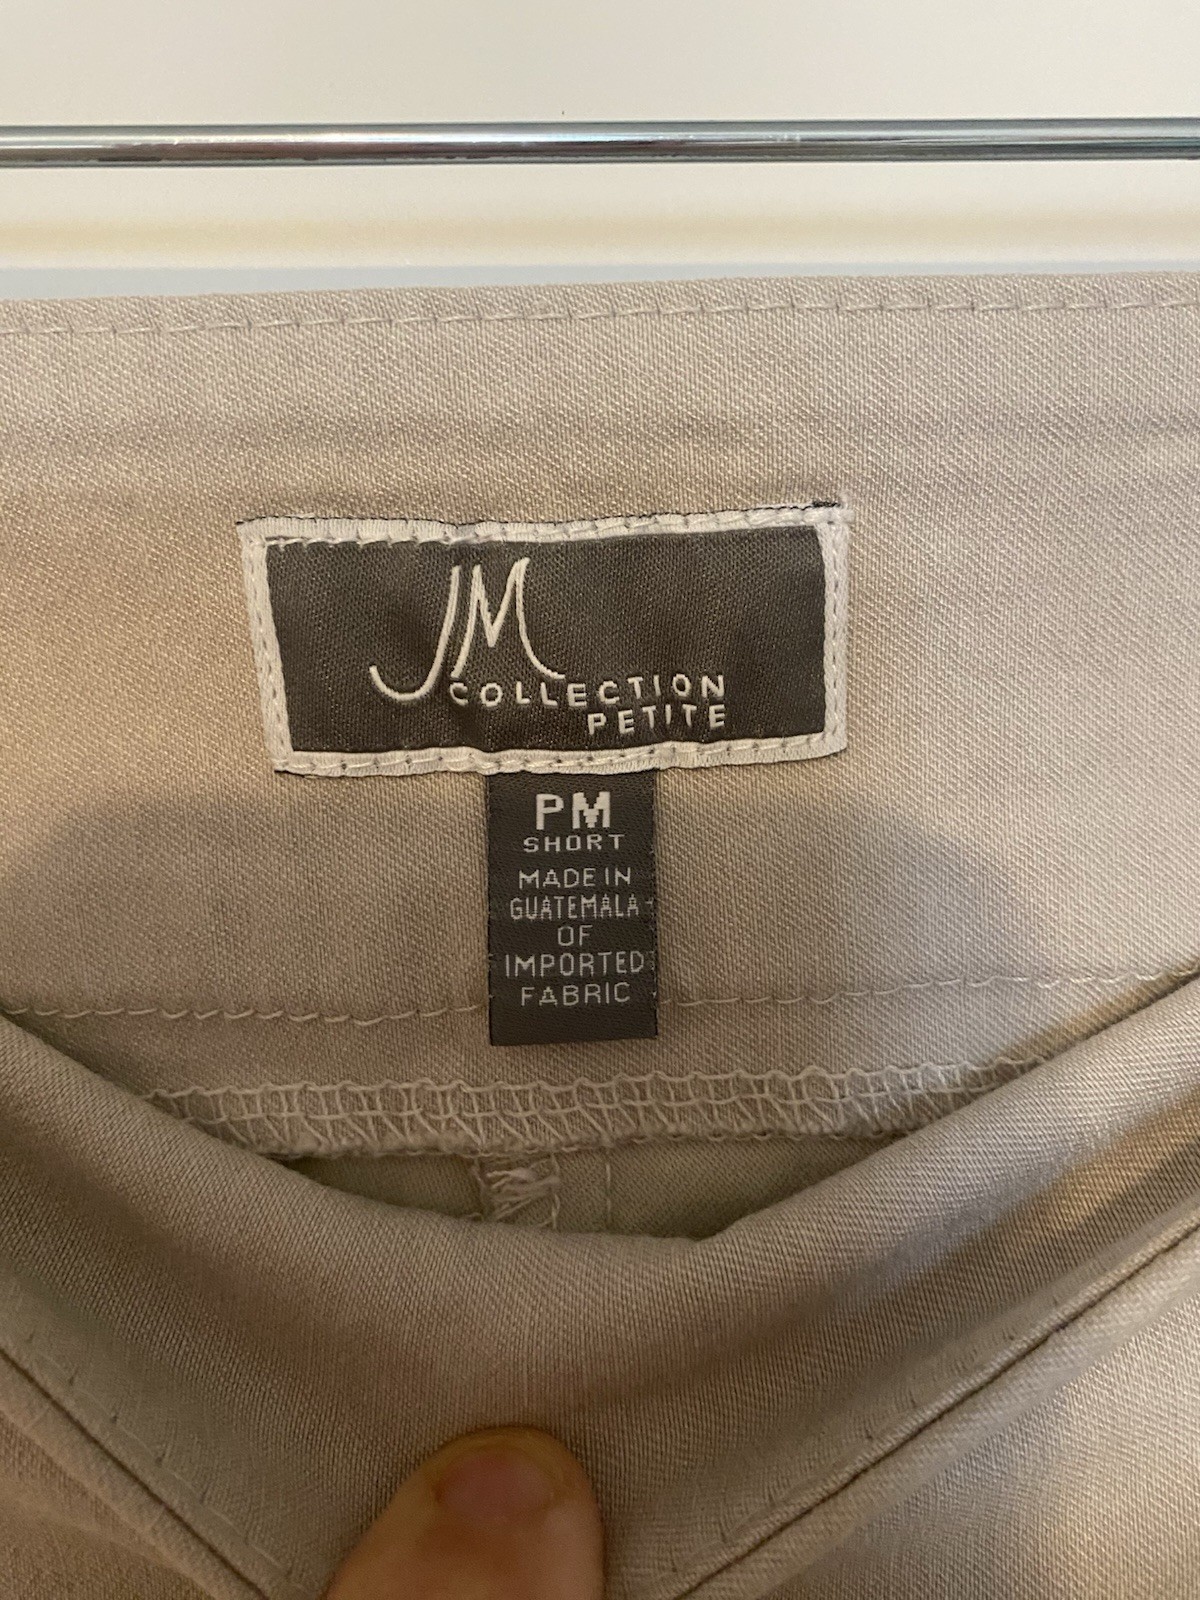 JM
COLLECTION
PETITE
PM
SHORT
MADE IN
GUATEMALA
OF
IMPORTED
FABRIC